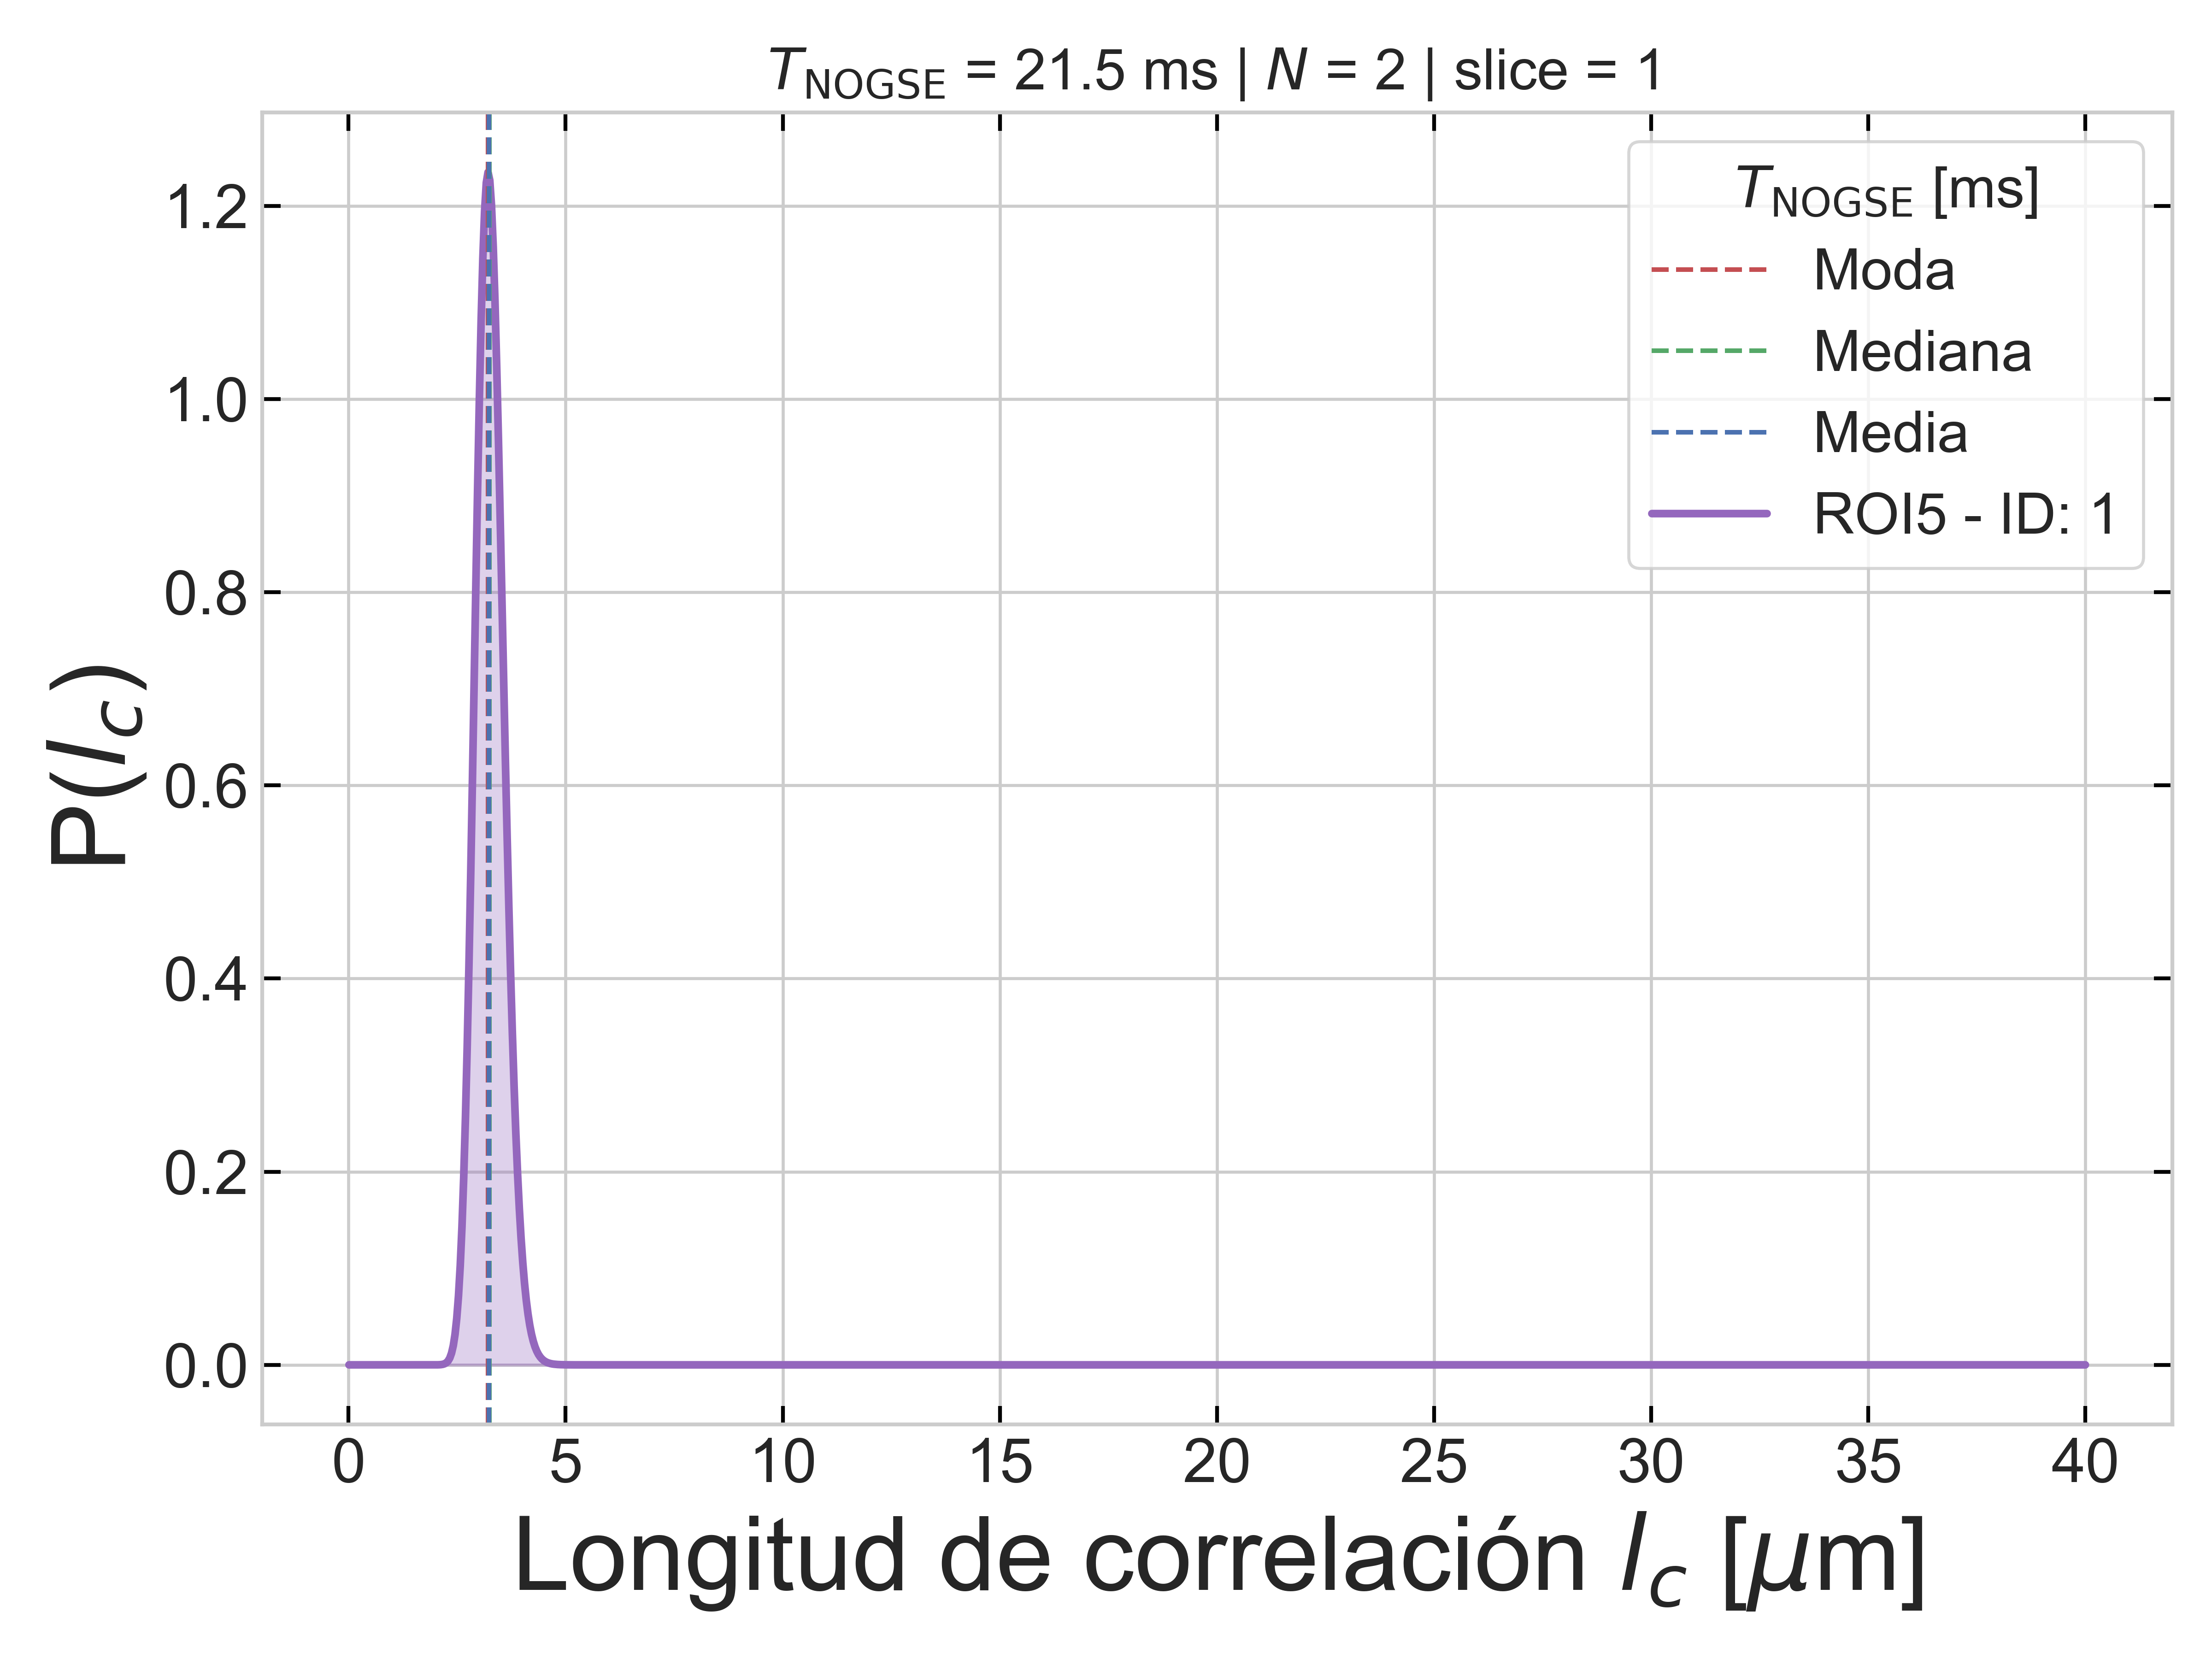 T_NOGSE = 21.5 ms | N = 2 | slice = 1
T_NOGSE [ms]
Moda
Mediana
Media
ROI5 - ID: 1
P(l_c)
1.2
1.0
0.8
0.6
0.4
0.2
0.0
0 5 10 15 20 25 30 35 40
Longitud de correlación l_c [μm]